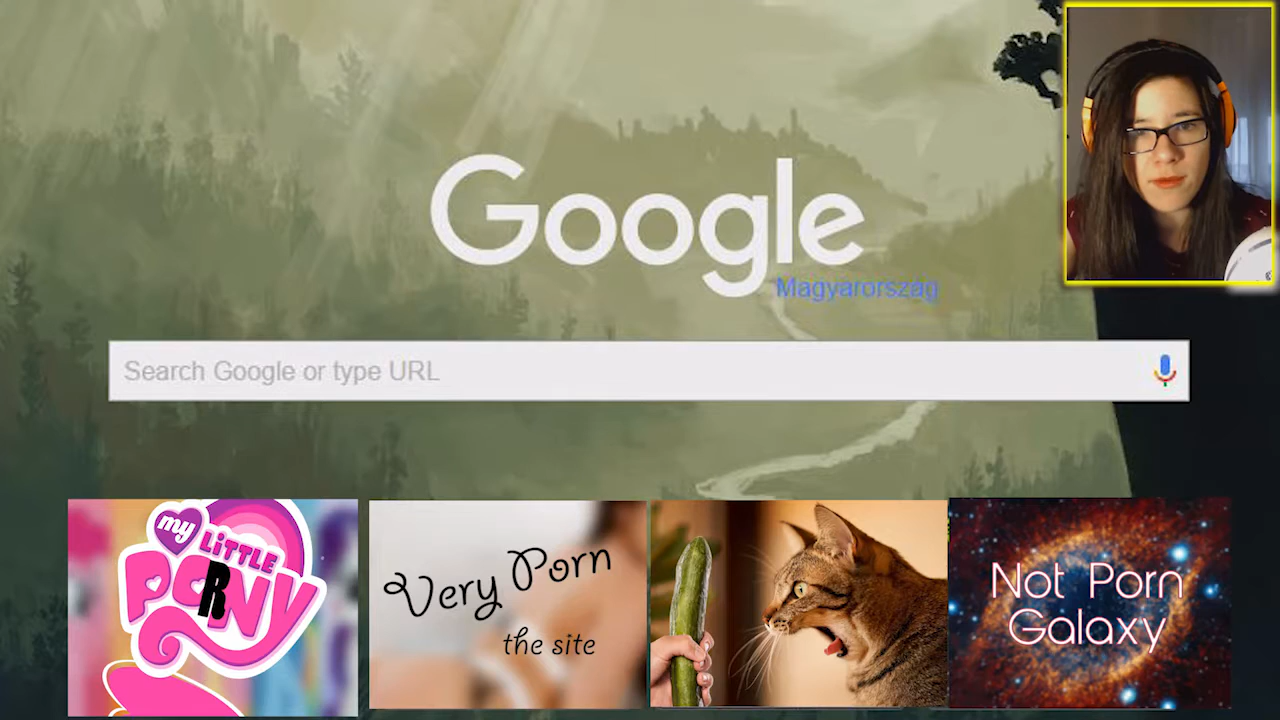 Google
Magyarország
Search Google or type URL
my
LiTTLE
PORNy
Very Porn
the site
Not Porn
Galaxy